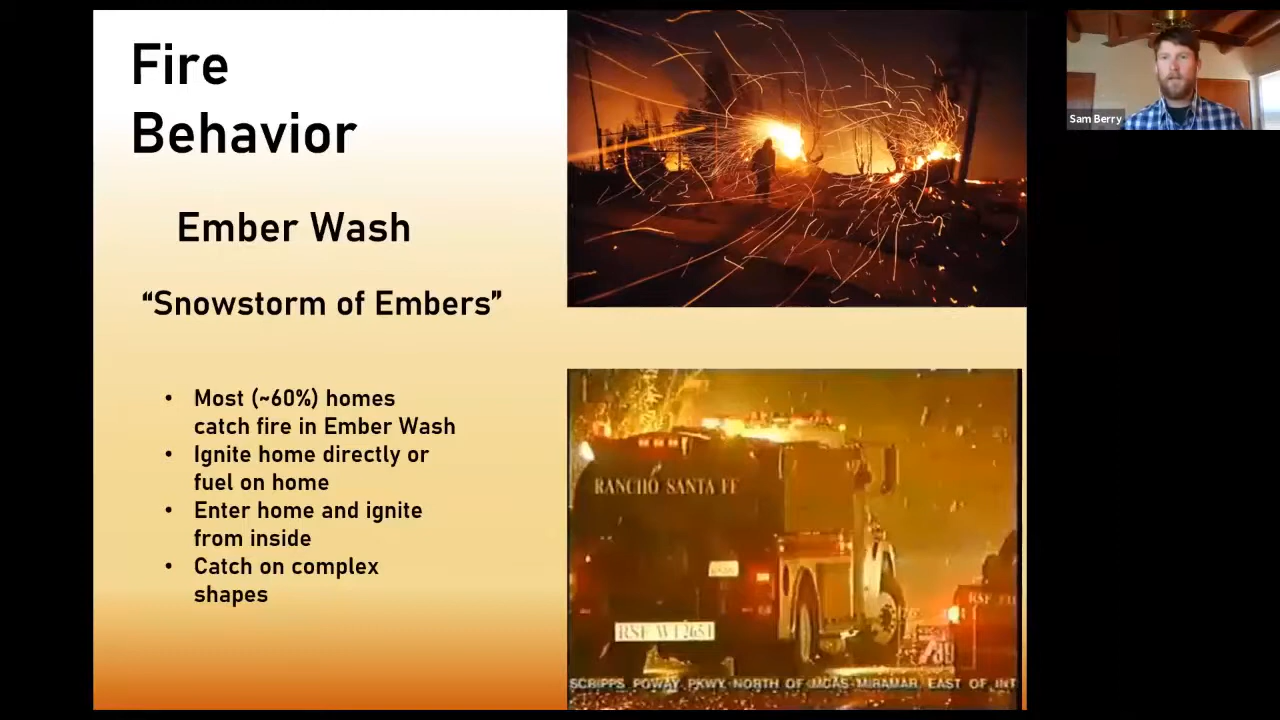 Fire
Behavior
Ember Wash
“Snowstorm of Embers”
• Most (~60%) homes
catch fire in Ember Wash
• Ignite home directly or
fuel on home
• Enter home and ignite
from inside
• Catch on complex
shapes
Sam Berry
RANCHO SANTA FE
RSF WT2651
SCRIPPS POWAY PKWY NORTH OF MCAS-MIRAMAR EAST OF INT